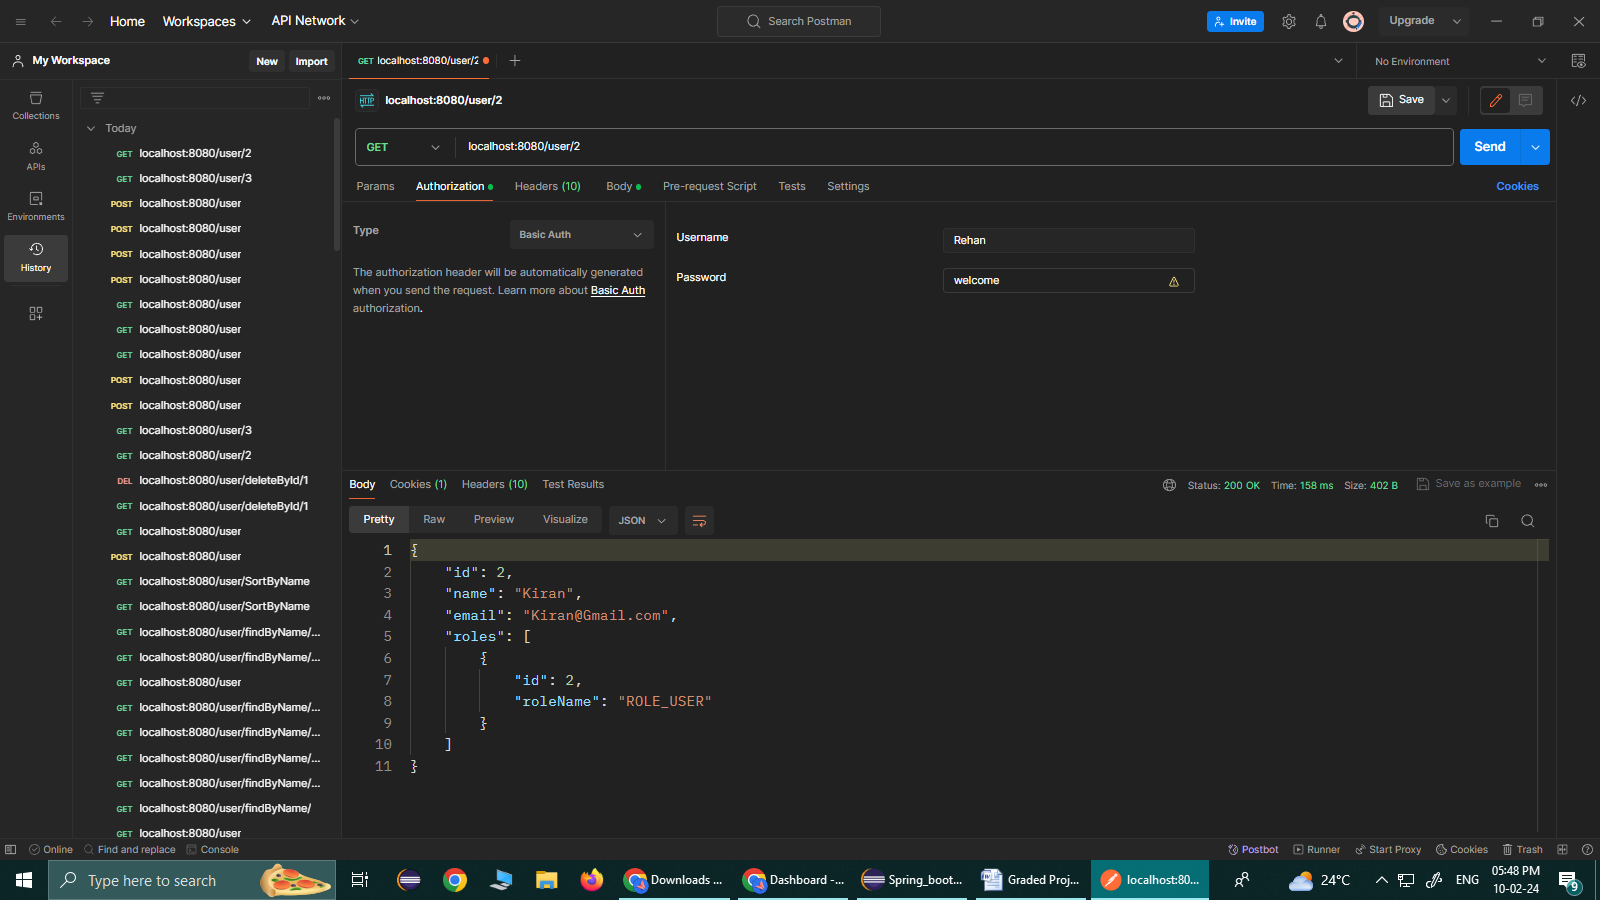 Home Workspaces API Network Search Postman Invite Upgrade
My Workspace New Import GET localhost:8080/user/2 No Environment
Collections
APIs
Environments
History
Today
GET localhost:8080/user/2
GET localhost:8080/user/3
POST localhost:8080/user
POST localhost:8080/user
POST localhost:8080/user
POST localhost:8080/user
GET localhost:8080/user
GET localhost:8080/user
GET localhost:8080/user
POST localhost:8080/user
POST localhost:8080/user
GET localhost:8080/user/3
GET localhost:8080/user/2
DEL localhost:8080/user/deleteById/1
GET localhost:8080/user/deleteById/1
GET localhost:8080/user
POST localhost:8080/user
GET localhost:8080/user/SortByName
GET localhost:8080/user/SortByName
GET localhost:8080/user/findByName/...
GET localhost:8080/user/findByName/...
GET localhost:8080/user
GET localhost:8080/user/findByName/...
GET localhost:8080/user/findByName/...
GET localhost:8080/user/findByName/...
GET localhost:8080/user/findByName/...
GET localhost:8080/user/findByName/
GET localhost:8080/user
HTTP localhost:8080/user/2 Save </>
GET localhost:8080/user/2 Send
Params Authorization Headers (10) Body Pre-request Script Tests Settings Cookies
Type Basic Auth
The authorization header will be automatically generated
when you send the request. Learn more about Basic Auth
authorization.
Username Rehan
Password welcome
Body Cookies (1) Headers (10) Test Results Status: 200 OK Time: 158 ms Size: 402 B Save as example
Pretty Raw Preview Visualize JSON
1 {
2 "id": 2,
3 "name": "Kiran",
4 "email": "Kiran@Gmail.com",
5 "roles": [
6 {
7 "id": 2,
8 "roleName": "ROLE_USER"
9 }
10 ]
11 }
Online Find and replace Console Postbot Runner Start Proxy Cookies Trash
Type here to search Downloads ... Dashboard -... Spring_boot... Graded Proj... localhost:80... 24°C ENG 05:48 PM
10-02-24 9